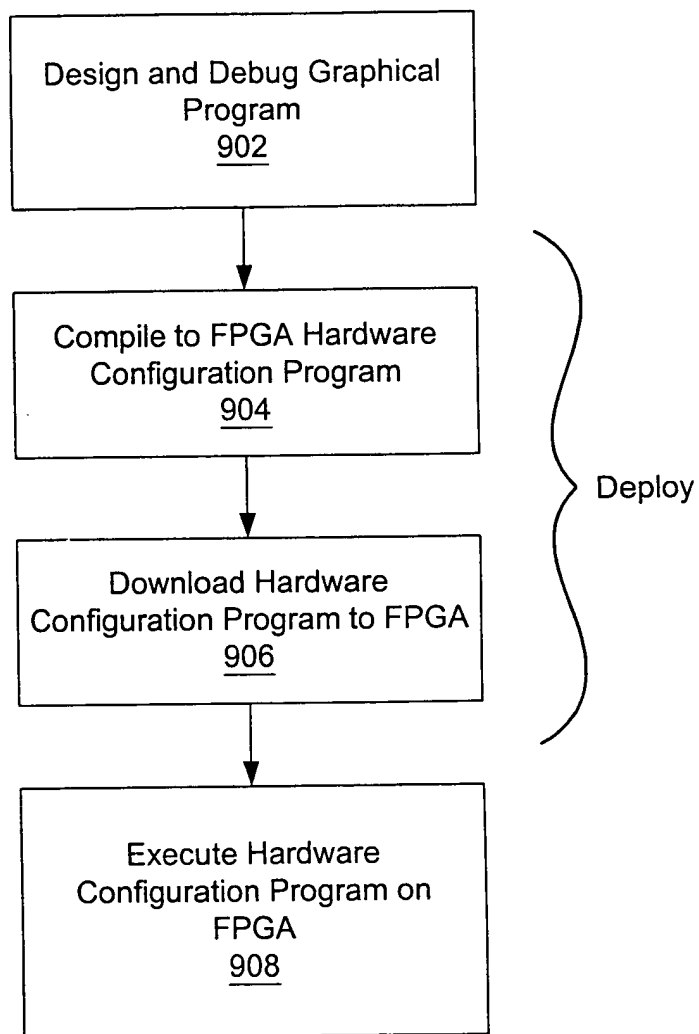 Design and Debug Graphical
Program
902
Compile to FPGA Hardware
Configuration Program
904
Deploy
Download Hardware
Configuration Program to FPGA
906
Execute Hardware
Configuration Program on
FPGA
908